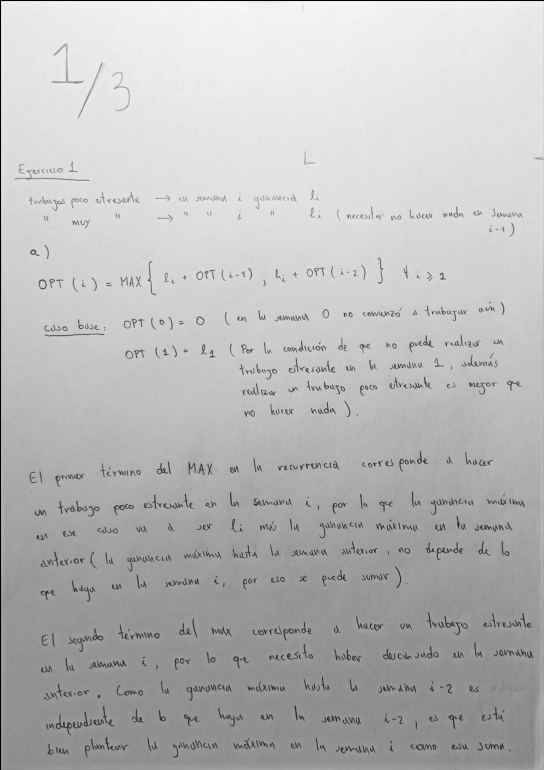 1/3
L
Ejercicio 1
trabajos poco estresante → en semana i ganancia li
" muy " → " " i " hi (necesita no hacer nada en semana
i-1)
a)
OPT (i) = MAX { li + OPT (i-1) , hi + OPT (i-2) } ∀ i ≥ 2
caso base: OPT (0) = 0 (en la semana 0 no comenzó a trabajar aún)
OPT (1) = l1 (Por la condición de que no puede realizar un
trabajo estresante en la semana 1, además
realizar un trabajo poco estresante es mejor que
no hacer nada).
El primer término del MAX en la recurrencia corresponde a hacer
un trabajo poco estresante en la semana i, por lo que la ganancia máxima
en ese caso va a ser li más la ganancia máxima en la semana
anterior (la ganancia máxima hasta la semana anterior, no depende de lo
que haga en la semana i, por eso se puede sumar).
El segundo término del max corresponde a hacer un trabajo estresante
en la semana i, por lo que necesito haber descansado en la semana
anterior. Como la ganancia máxima hasta la semana i-2 es
independiente de lo que haga en la semana i-2, es que está
bien plantear la ganancia máxima en la semana i como esa suma.